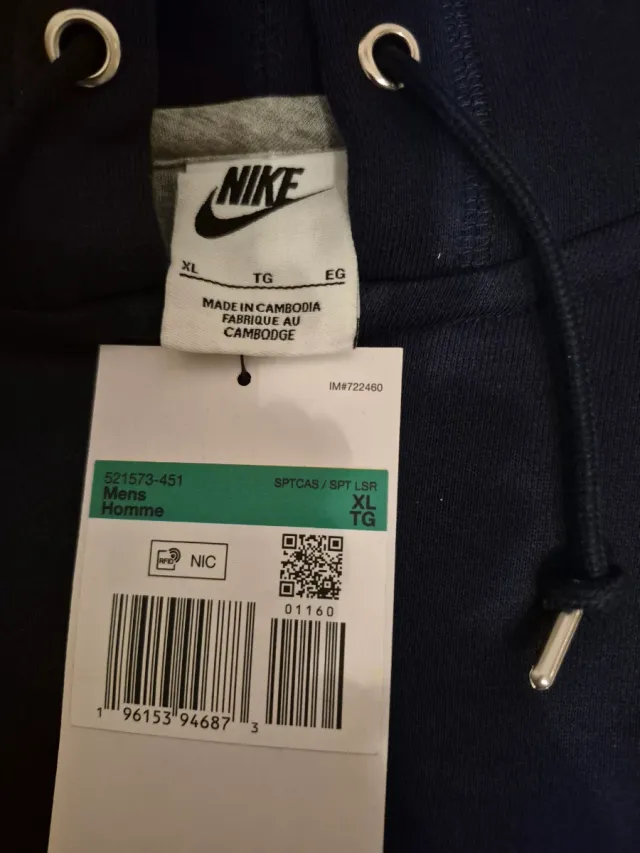 NIKE
XL TG EG
MADE IN CAMBODIA
FABRIQUE AU
CAMBODGE
IM#722460
521573-451 SPTCAS / SPT LSR
Mens XL
Homme TG
RFID NIC
01160
1 96153 94687 3